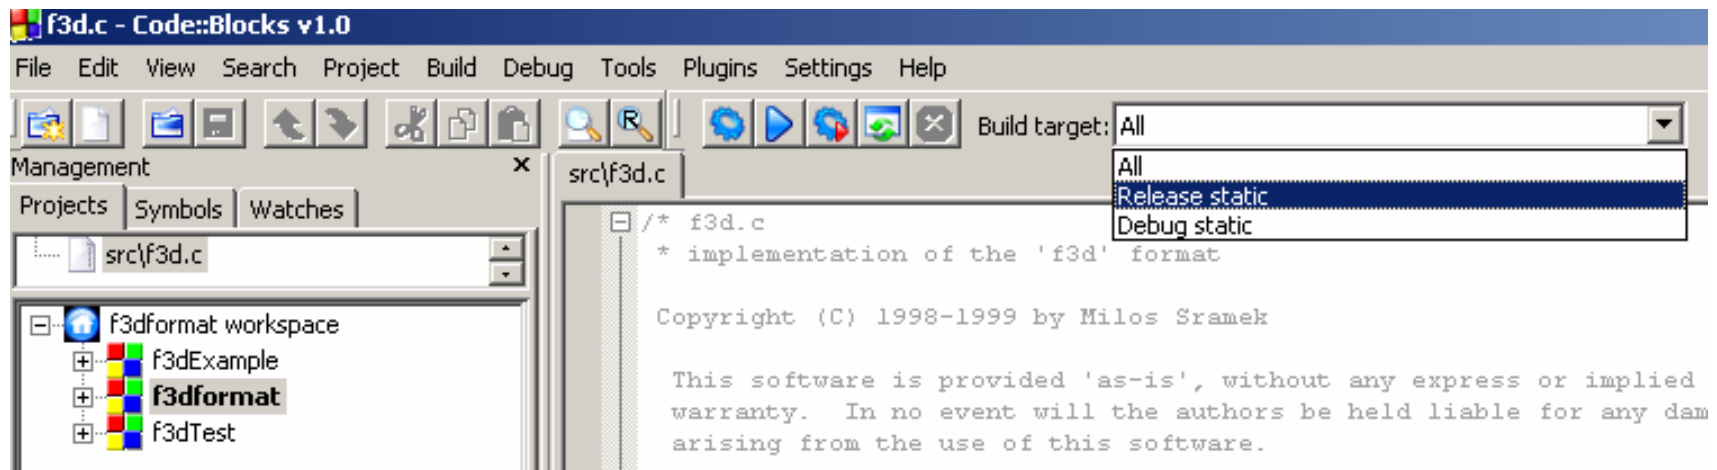 f3d.c - Code::Blocks v1.0
File Edit View Search Project Build Debug Tools Plugins Settings Help
Build target: All
All
Release static
Debug static
Management
Projects Symbols Watches
src\f3d.c
f3dformat workspace
f3dExample
f3dformat
f3dTest
src\f3d.c
/* f3d.c
* implementation of the 'f3d' format
Copyright (C) 1998-1999 by Milos Sramek
This software is provided 'as-is', without any express or implied
warranty. In no event will the authors be held liable for any dam
arising from the use of this software.